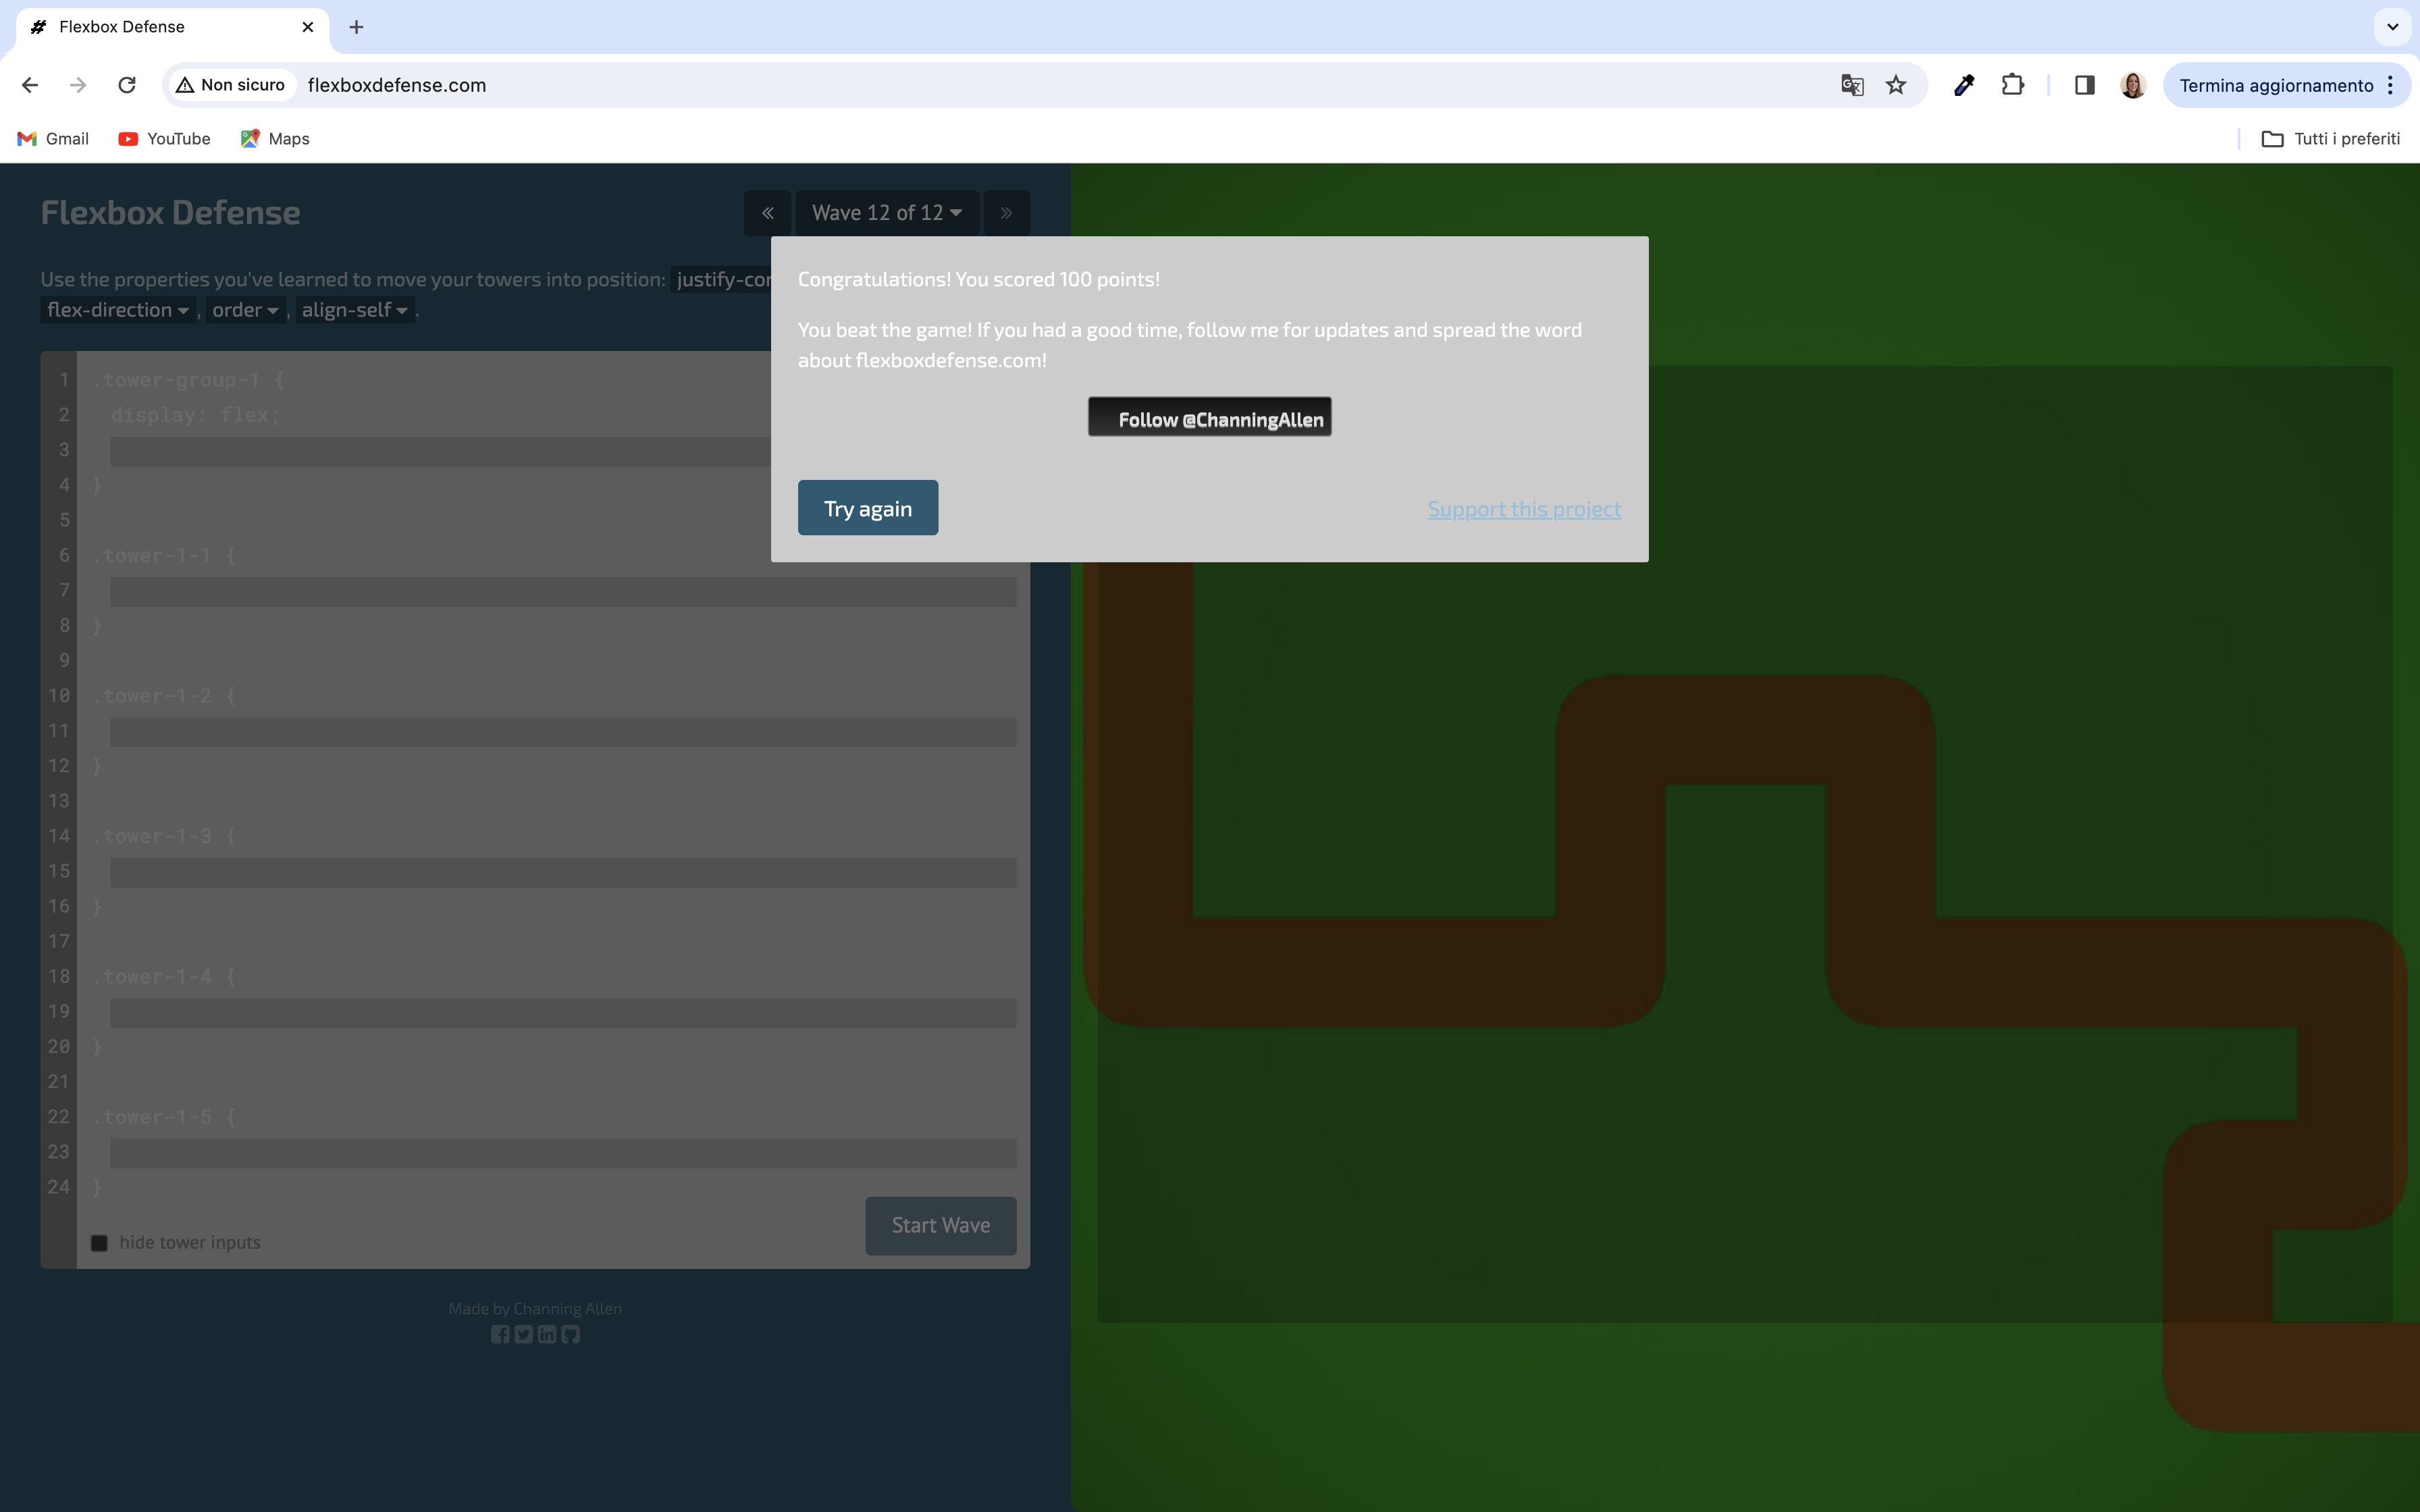 Flexbox Defense
Non sicuro flexboxdefense.com
Termina aggiornamento
Gmail YouTube Maps
Tutti i preferiti
Flexbox Defense
« Wave 12 of 12 »
Use the properties you've learned to move your towers into position: justify-con
flex-direction , order , align-self .
Congratulations! You scored 100 points!
You beat the game! If you had a good time, follow me for updates and spread the word
about flexboxdefense.com!
Follow @ChanningAllen
Try again
Support this project
1 .tower-group-1 {
2 display: flex;
3
4 }
5
6 .tower-1-1 {
7
8 }
9
10 .tower-1-2 {
11
12 }
13
14 .tower-1-3 {
15
16 }
17
18 .tower-1-4 {
19
20 }
21
22 .tower-1-5 {
23
24 }
hide tower inputs
Start Wave
Made by Channing Allen